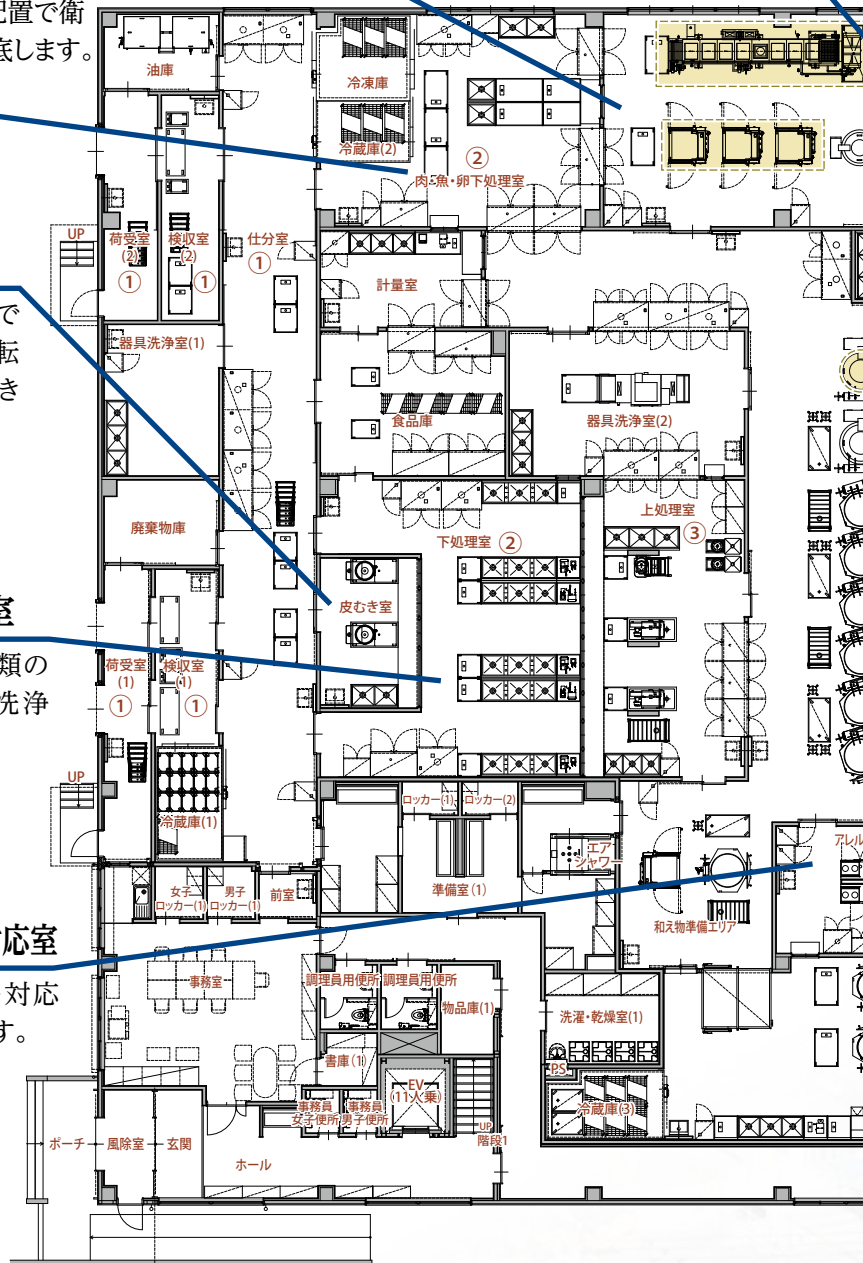 配置で衛
底します。
で
転
き
室
類の
洗浄
応室
対応
す。
油庫
冷凍庫
冷蔵庫(2)
②
肉・魚・卵下処理室
UP
荷受室
(2)
①
検収室
(2)
①
仕分室
①
計量室
器具洗浄室(1)
食品庫
器具洗浄室(2)
廃棄物庫
下処理室 ②
上処理室
③
皮むき室
荷受室
(1)
①
検収室
(1)
①
UP
冷蔵庫(1)
ロッカー(1)
ロッカー(2)
エア
シャワー
準備室(1)
アレル
和え物準備エリア
女子
ロッカー(1)
男子
ロッカー(1)
前室
事務室
調理員用便所
調理員用便所
物品庫(1)
洗濯・乾燥室(1)
書庫(1)
PS
EV
(11人乗)
冷蔵庫(3)
事務員
女子便所
事務員
男子便所
UP
階段1
ポーチ
風除室
玄関
ホール